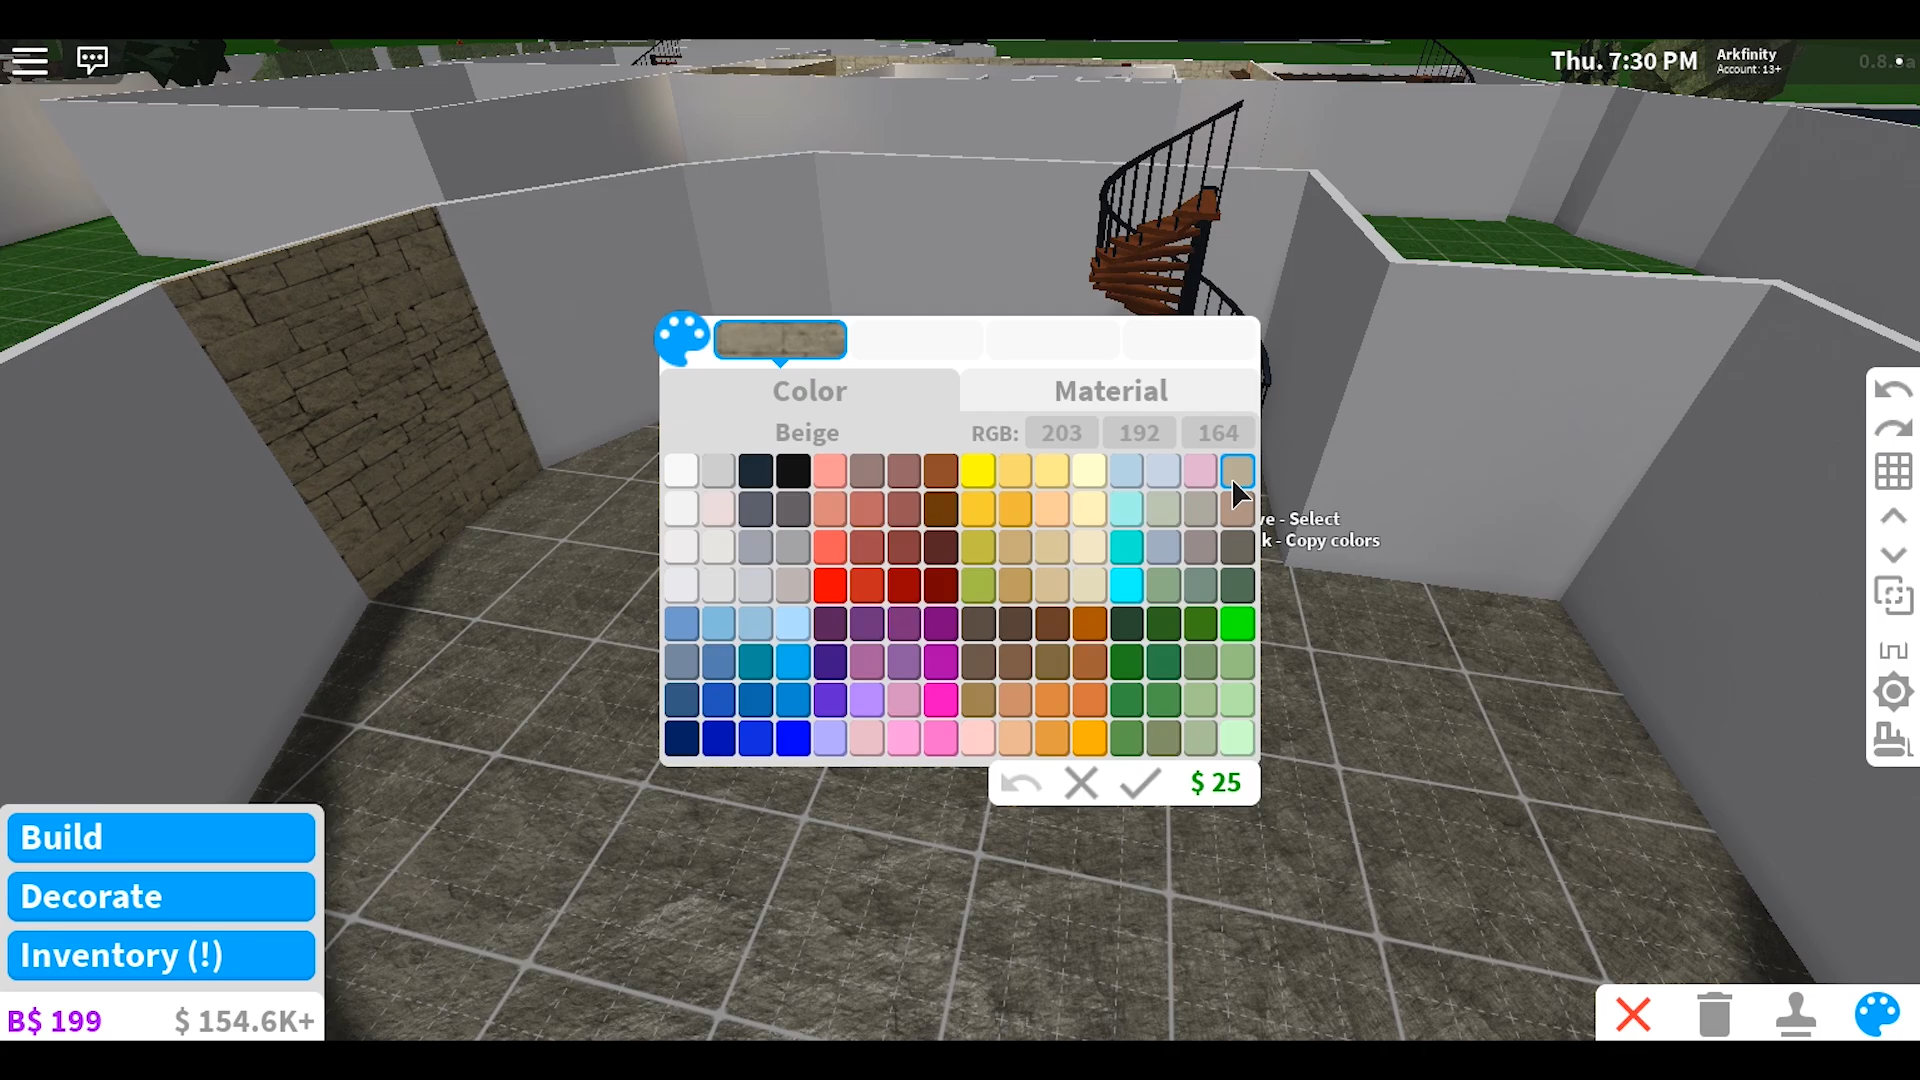 Thu. 7:30 PM
Arkfinity
Account: 13+
Color
Material
Beige
RGB: 203 192 164
ve - Select
k - Copy colors
$ 25
Build
Decorate
Inventory (!)
B$ 199
$ 154.6K+